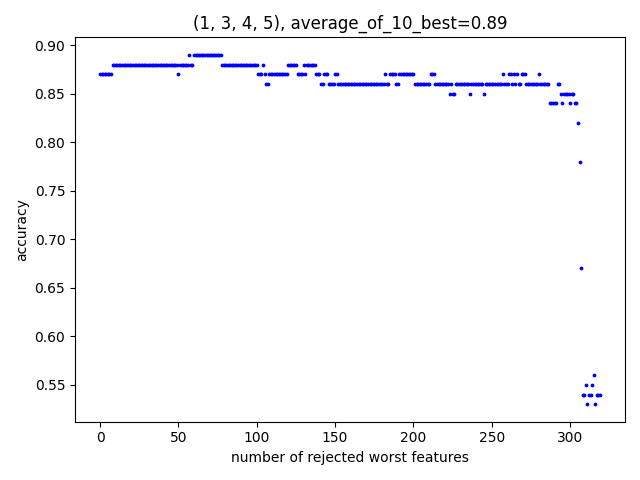 (1, 3, 4, 5), average_of_10_best=0.89
0.90
0.85
0.80
0.75
0.70
0.65
0.60
0.55
accuracy
0 50 100 150 200 250 300
number of rejected worst features